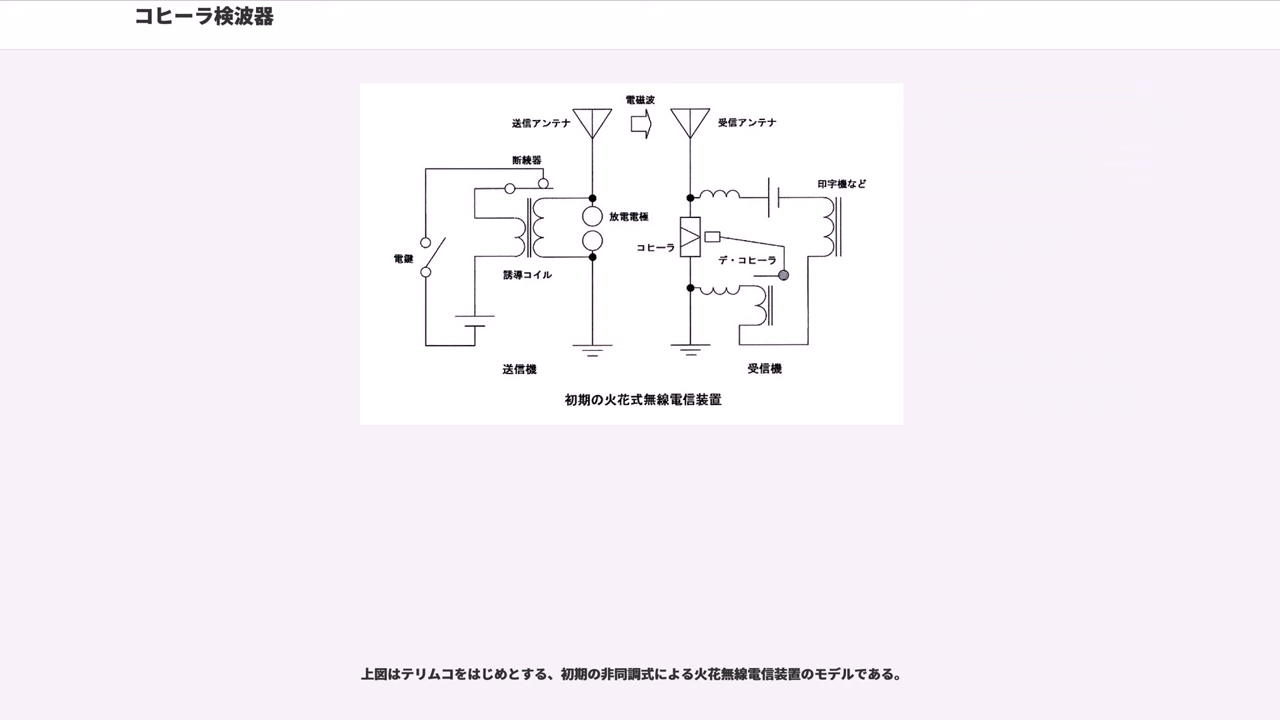 コヒーラ検波器
電磁波
送信アンテナ
受信アンテナ
断続器
印字機など
放電電極
コヒーラ
電鍵
デ・コヒーラ
誘導コイル
送信機
受信機
初期の火花式無線電信装置
上図はテリムコをはじめとする、初期の非同調式による火花無線電信装置のモデルである。